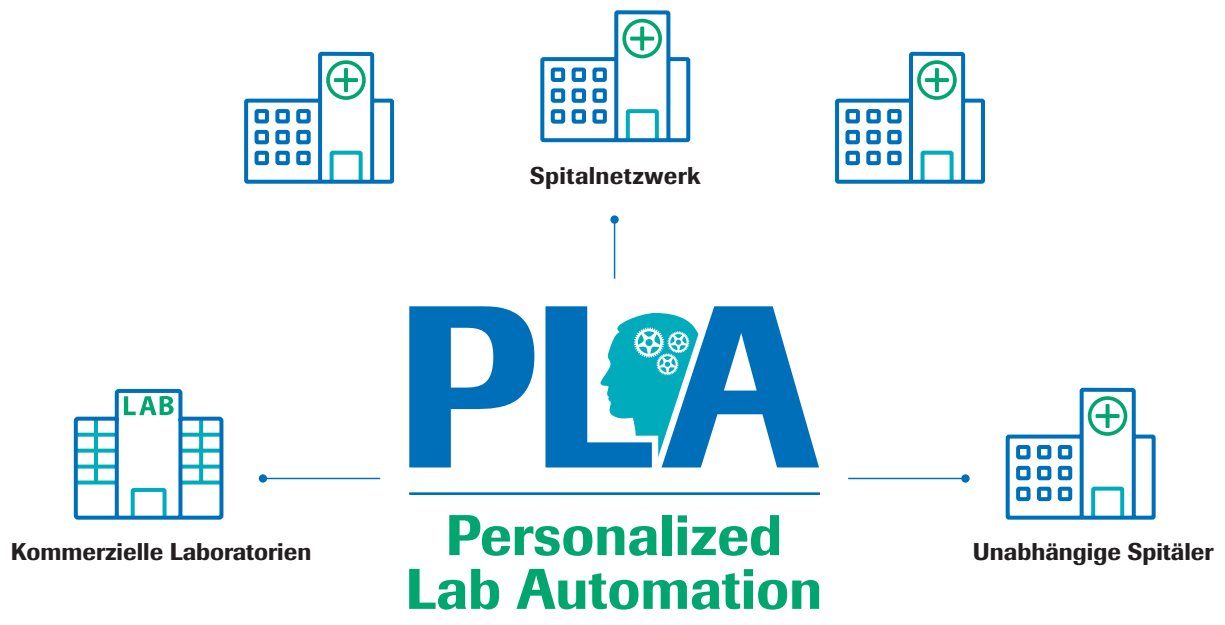 Spitalnetzwerk
PLA
LAB
Kommerzielle Laboratorien
Personalized
Lab Automation
Unabhängige Spitäler